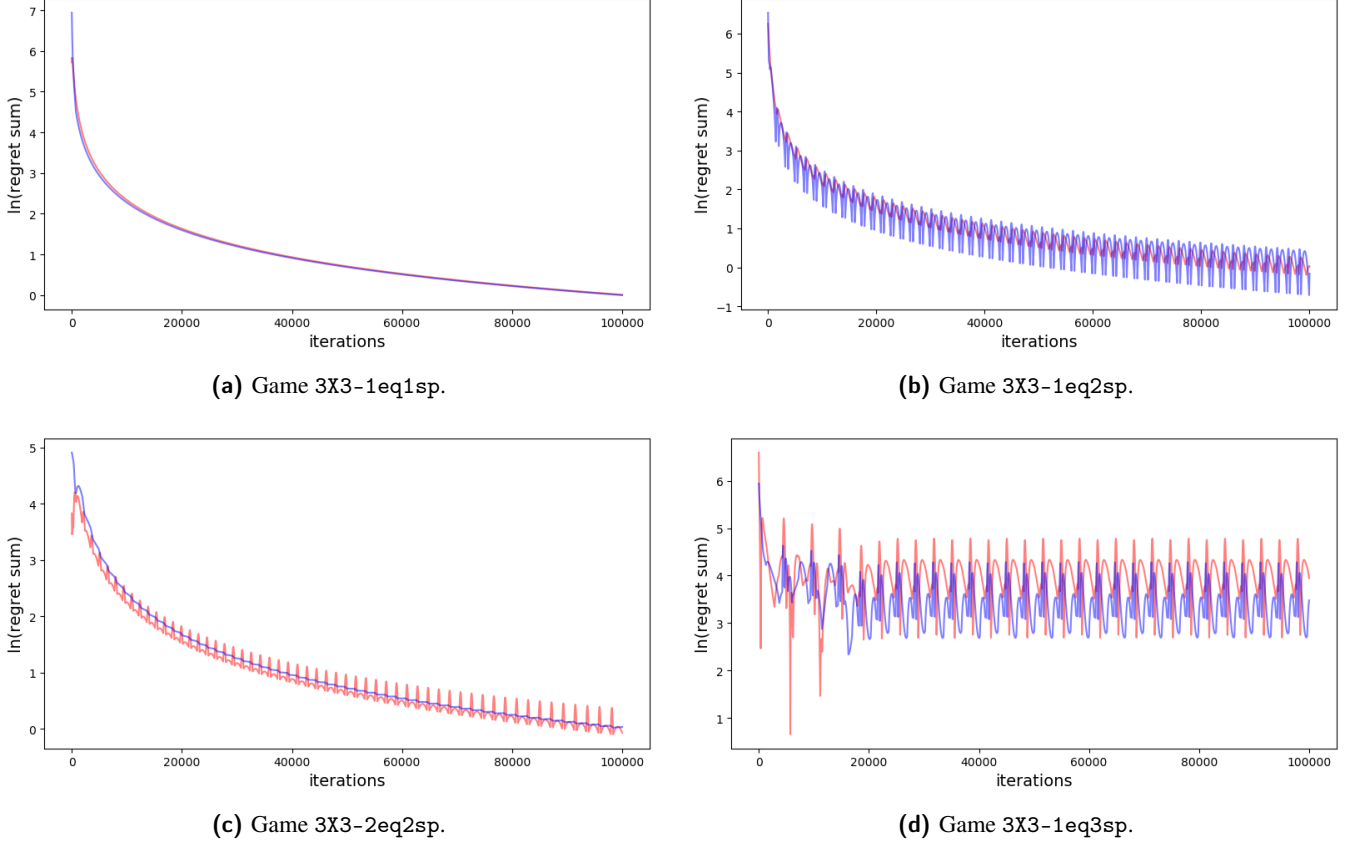 7
6
5
4
3
2
1
0
ln(regret sum)
0 20000 40000 60000 80000 100000
iterations
(a) Game 3X3-1eq1sp.
6
5
4
3
2
1
0
−1
ln(regret sum)
0 20000 40000 60000 80000 100000
iterations
(b) Game 3X3-1eq2sp.
5
4
3
2
1
0
ln(regret sum)
0 20000 40000 60000 80000 100000
iterations
(c) Game 3X3-2eq2sp.
6
5
4
3
2
1
ln(regret sum)
0 20000 40000 60000 80000 100000
iterations
(d) Game 3X3-1eq3sp.